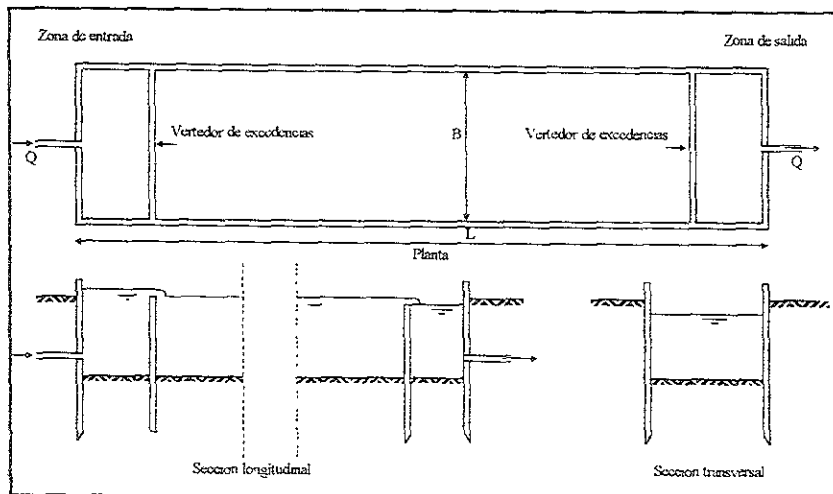 Zona de entrada
Zona de salida
Vertedor de excedencias
B
Vertedor de excedencias
Q
Q
L
Planta
Seccion longitudinal
Seccion transversal